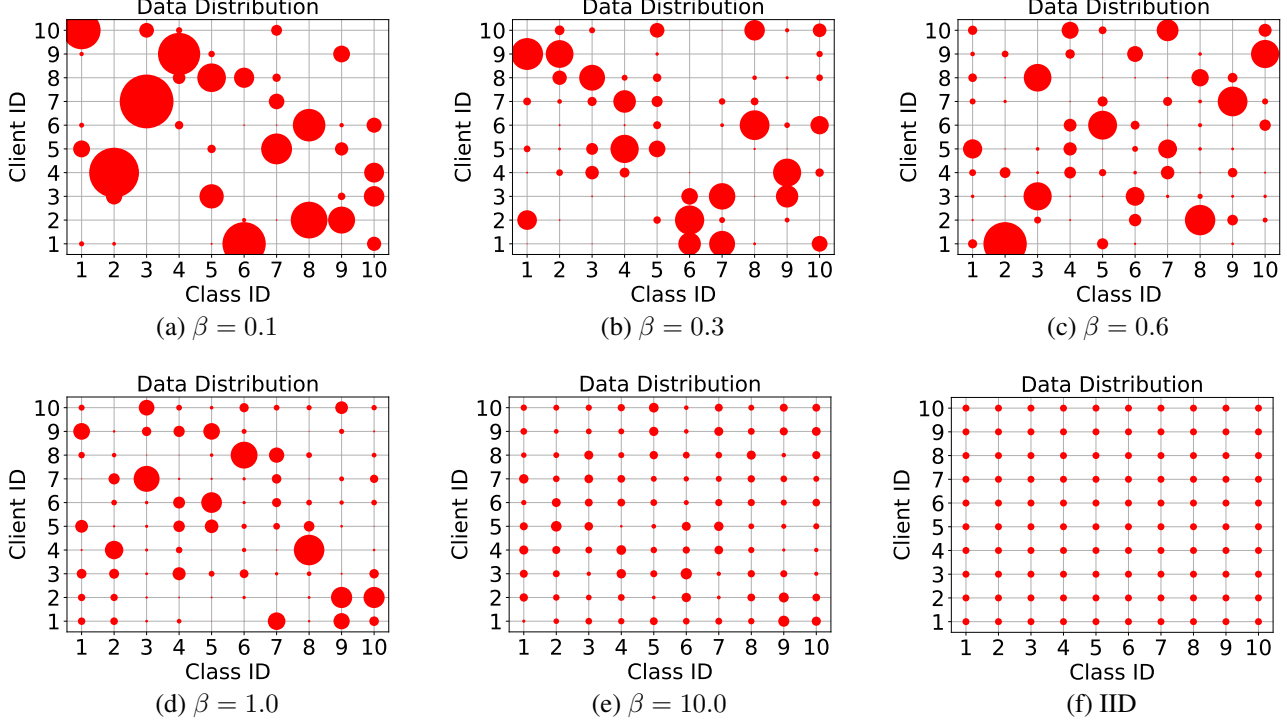 Data Distribution
10
9
8
7
6
5
4
3
2
1
Client ID
1 2 3 4 5 6 7 8 9 10
Class ID
(a) β = 0.1
Data Distribution
10
9
8
7
6
5
4
3
2
1
Client ID
1 2 3 4 5 6 7 8 9 10
Class ID
(b) β = 0.3
Data Distribution
10
9
8
7
6
5
4
3
2
1
Client ID
1 2 3 4 5 6 7 8 9 10
Class ID
(c) β = 0.6
Data Distribution
10
9
8
7
6
5
4
3
2
1
Client ID
1 2 3 4 5 6 7 8 9 10
Class ID
(d) β = 1.0
Data Distribution
10
9
8
7
6
5
4
3
2
1
Client ID
1 2 3 4 5 6 7 8 9 10
Class ID
(e) β = 10.0
Data Distribution
10
9
8
7
6
5
4
3
2
1
Client ID
1 2 3 4 5 6 7 8 9 10
Class ID
(f) IID